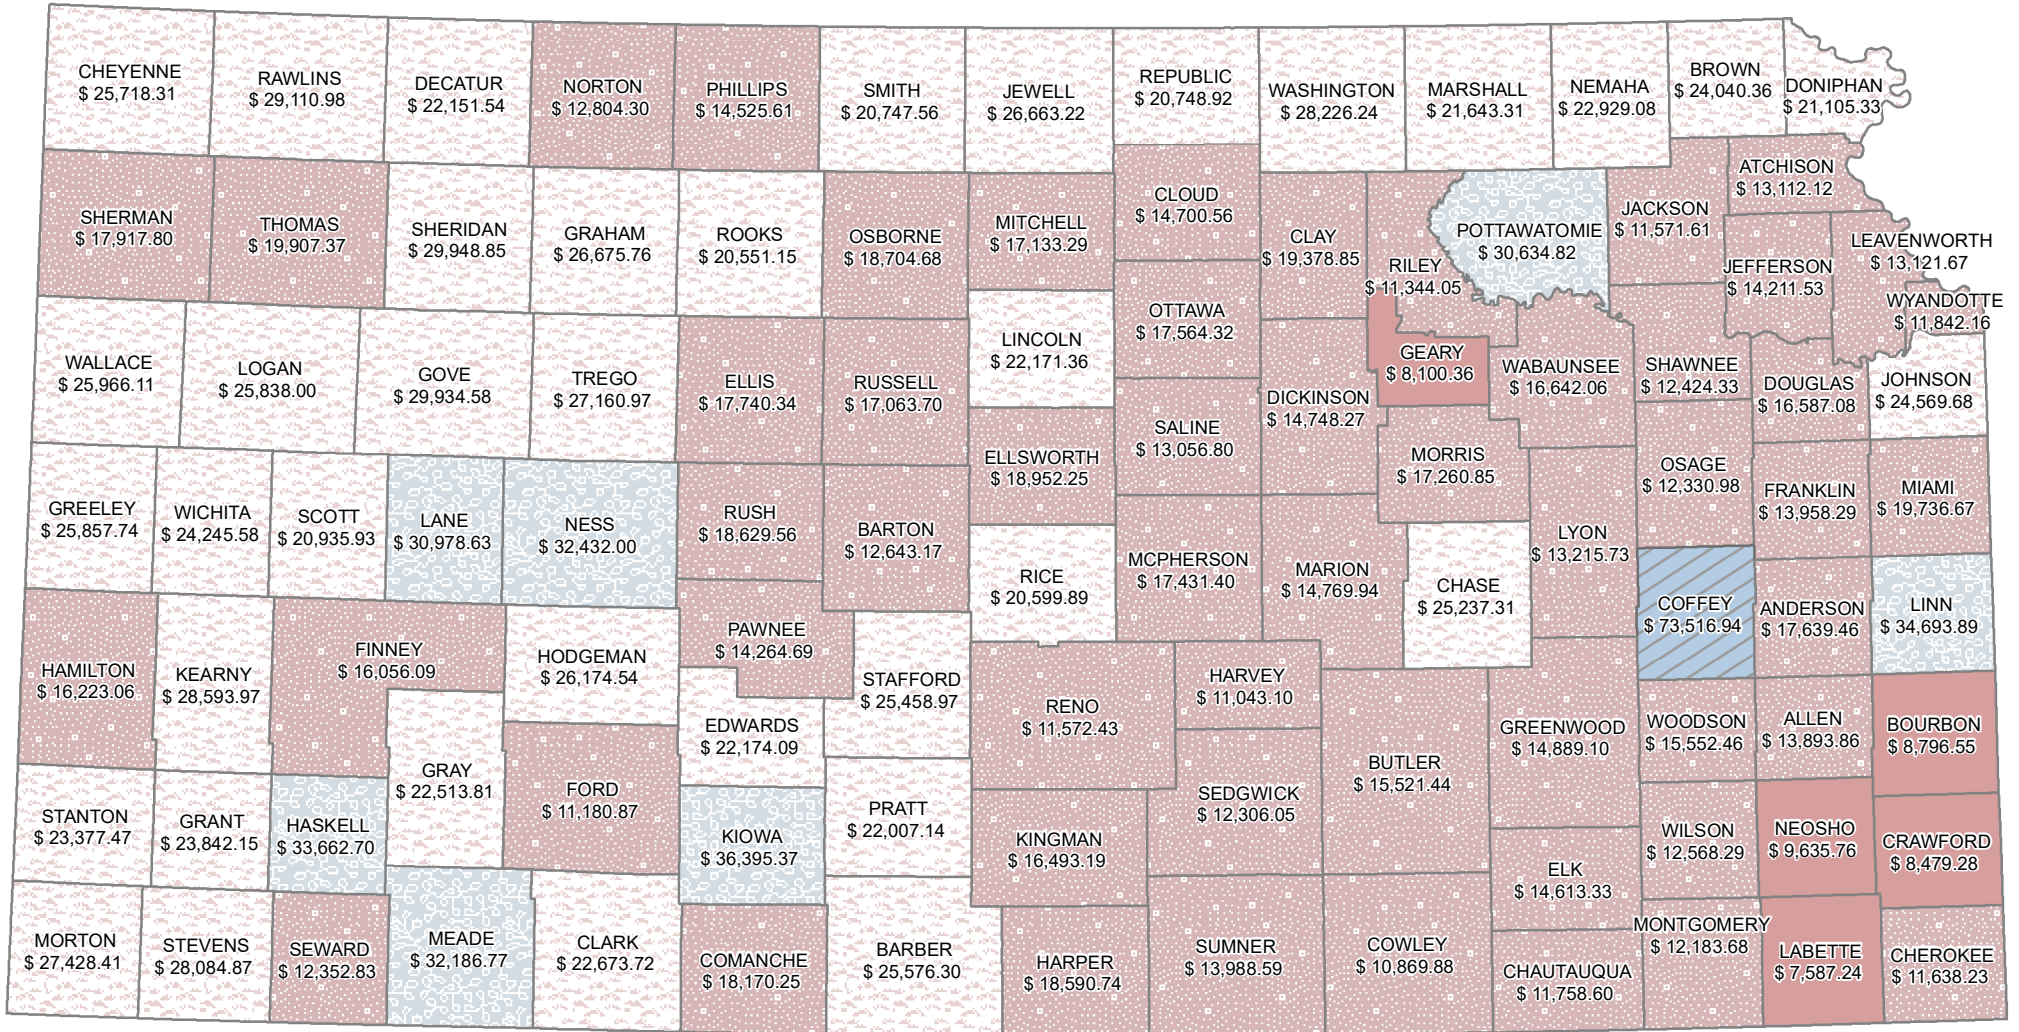 CHEYENNE
$ 25,718.31
RAWLINS
$ 29,110.98
DECATUR
$ 22,151.54
NORTON
$ 12,804.30
PHILLIPS
$ 14,525.61
SMITH
$ 20,747.56
JEWELL
$ 26,663.22
REPUBLIC
$ 20,748.92
WASHINGTON
$ 28,226.24
MARSHALL
$ 21,643.31
NEMAHA
$ 22,929.08
BROWN
$ 24,040.36
DONIPHAN
$ 21,105.33
SHERMAN
$ 17,917.80
THOMAS
$ 19,907.37
SHERIDAN
$ 29,948.85
GRAHAM
$ 26,675.76
ROOKS
$ 20,551.15
OSBORNE
$ 18,704.68
MITCHELL
$ 17,133.29
CLOUD
$ 14,700.56
CLAY
$ 19,378.85
RILEY
$ 11,344.05
POTTAWATOMIE
$ 30,634.82
JACKSON
$ 11,571.61
ATCHISON
$ 13,112.12
JEFFERSON
$ 14,211.53
LEAVENWORTH
$ 13,121.67
WYANDOTTE
$ 11,842.16
WALLACE
$ 25,966.11
LOGAN
$ 25,838.00
GOVE
$ 29,934.58
TREGO
$ 27,160.97
ELLIS
$ 17,740.34
RUSSELL
$ 17,063.70
LINCOLN
$ 22,171.36
OTTAWA
$ 17,564.32
DICKINSON
$ 14,748.27
GEARY
$ 8,100.36
WABAUNSEE
$ 16,642.06
SHAWNEE
$ 12,424.33
DOUGLAS
$ 16,587.08
JOHNSON
$ 24,569.68
ELLSWORTH
$ 18,952.25
SALINE
$ 13,056.80
MORRIS
$ 17,260.85
OSAGE
$ 12,330.98
FRANKLIN
$ 13,958.29
MIAMI
$ 19,736.67
GREELEY
$ 25,857.74
WICHITA
$ 24,245.58
SCOTT
$ 20,935.93
LANE
$ 30,978.63
NESS
$ 32,432.00
RUSH
$ 18,629.56
BARTON
$ 12,643.17
RICE
$ 20,599.89
MCPHERSON
$ 17,431.40
MARION
$ 14,769.94
CHASE
$ 25,237.31
LYON
$ 13,215.73
COFFEY
$ 73,516.94
ANDERSON
$ 17,639.46
LINN
$ 34,693.89
HAMILTON
$ 16,223.06
KEARNY
$ 28,593.97
FINNEY
$ 16,056.09
HODGEMAN
$ 26,174.54
PAWNEE
$ 14,264.69
STAFFORD
$ 25,458.97
EDWARDS
$ 22,174.09
RENO
$ 11,572.43
HARVEY
$ 11,043.10
BUTLER
$ 15,521.44
GREENWOOD
$ 14,889.10
WOODSON
$ 15,552.46
ALLEN
$ 13,893.86
BOURBON
$ 8,796.55
STANTON
$ 23,377.47
GRANT
$ 23,842.15
HASKELL
$ 33,662.70
GRAY
$ 22,513.81
FORD
$ 11,180.87
KIOWA
$ 36,395.37
PRATT
$ 22,007.14
KINGMAN
$ 16,493.19
SEDGWICK
$ 12,306.05
ELK
$ 14,613.33
WILSON
$ 12,568.29
NEOSHO
$ 9,635.76
CRAWFORD
$ 8,479.28
MORTON
$ 27,428.41
STEVENS
$ 28,084.87
SEWARD
$ 12,352.83
MEADE
$ 32,186.77
CLARK
$ 22,673.72
COMANCHE
$ 18,170.25
BARBER
$ 25,576.30
HARPER
$ 18,590.74
SUMNER
$ 13,988.59
COWLEY
$ 10,869.88
CHAUTAUQUA
$ 11,758.60
MONTGOMERY
$ 12,183.68
LABETTE
$ 7,587.24
CHEROKEE
$ 11,638.23